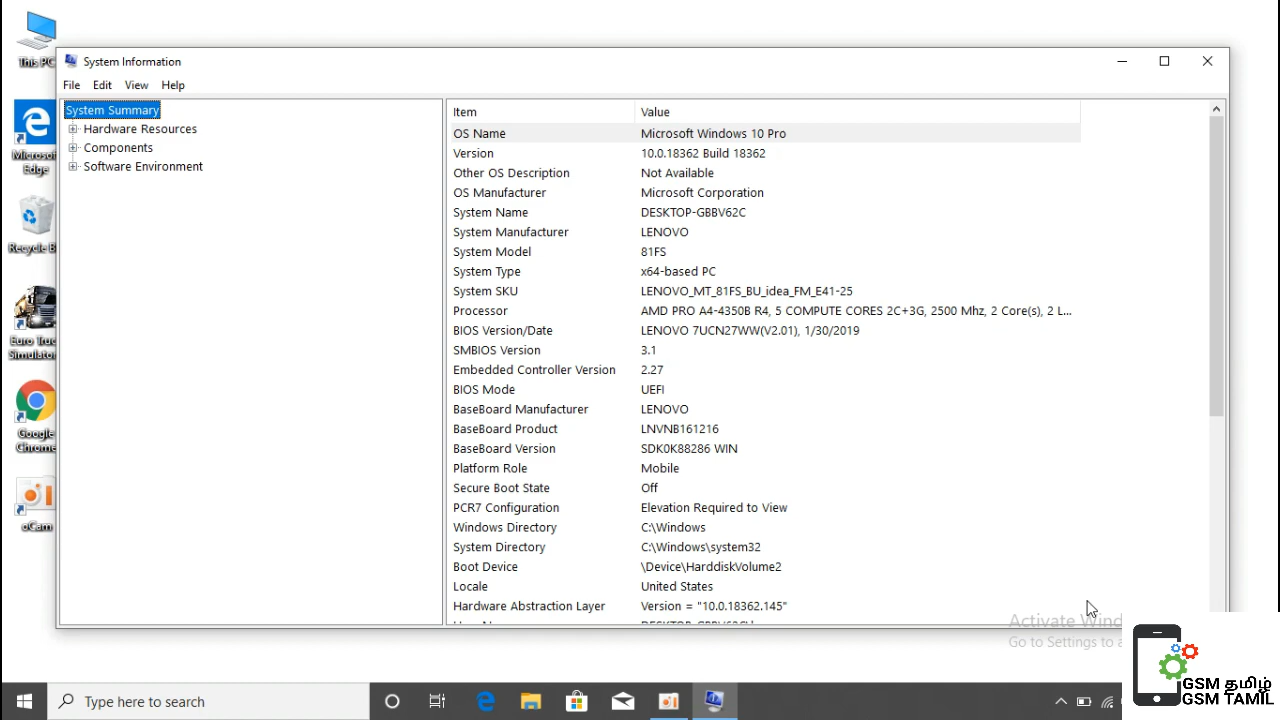 This PC
System Information
File Edit View Help
System Summary
Hardware Resources
Components
Software Environment
Item Value
OS Name Microsoft Windows 10 Pro
Version 10.0.18362 Build 18362
Other OS Description Not Available
OS Manufacturer Microsoft Corporation
System Name DESKTOP-GBBV62C
System Manufacturer LENOVO
System Model 81FS
System Type x64-based PC
System SKU LENOVO_MT_81FS_BU_idea_FM_E41-25
Processor AMD PRO A4-4350B R4, 5 COMPUTE CORES 2C+3G, 2500 Mhz, 2 Core(s), 2 L...
BIOS Version/Date LENOVO 7UCN27WW(V2.01), 1/30/2019
SMBIOS Version 3.1
Embedded Controller Version 2.27
BIOS Mode UEFI
BaseBoard Manufacturer LENOVO
BaseBoard Product LNVNB161216
BaseBoard Version SDK0K88286 WIN
Platform Role Mobile
Secure Boot State Off
PCR7 Configuration Elevation Required to View
Windows Directory C:\Windows
System Directory C:\Windows\system32
Boot Device \Device\HarddiskVolume2
Locale United States
Hardware Abstraction Layer Version = "10.0.18362.145"
Microsof
Edge
Recycle B
Euro Truc
Simulato
Google
Chrome
oCam
Activate Wind
Go to Settings to a
Type here to search
GSM தமிழ்
GSM TAMIL